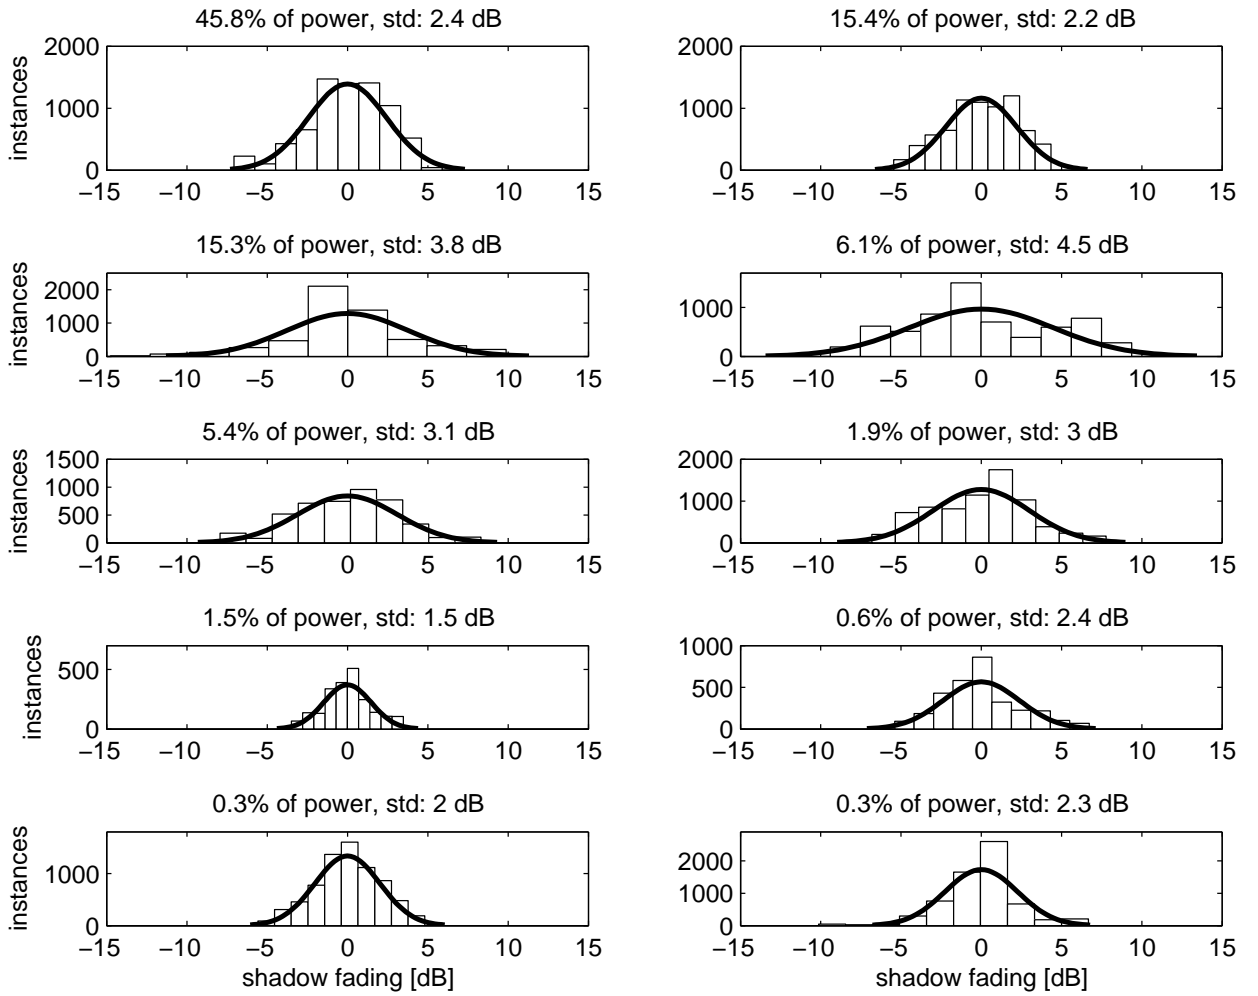 45.8% of power, std: 2.4 dB
15.4% of power, std: 2.2 dB
instances
2000
1000
0
−15 −10 −5 0 5 10 15
2000
1000
0
−15 −10 −5 0 5 10 15
15.3% of power, std: 3.8 dB
6.1% of power, std: 4.5 dB
instances
2000
1000
0
−15 −10 −5 0 5 10 15
1000
0
−15 −10 −5 0 5 10 15
5.4% of power, std: 3.1 dB
1.9% of power, std: 3 dB
instances
1500
1000
500
0
−15 −10 −5 0 5 10 15
2000
1000
0
−15 −10 −5 0 5 10 15
1.5% of power, std: 1.5 dB
0.6% of power, std: 2.4 dB
instances
500
0
−15 −10 −5 0 5 10 15
1000
500
0
−15 −10 −5 0 5 10 15
0.3% of power, std: 2 dB
0.3% of power, std: 2.3 dB
instances
1000
0
−15 −10 −5 0 5 10 15
shadow fading [dB]
2000
1000
0
−15 −10 −5 0 5 10 15
shadow fading [dB]